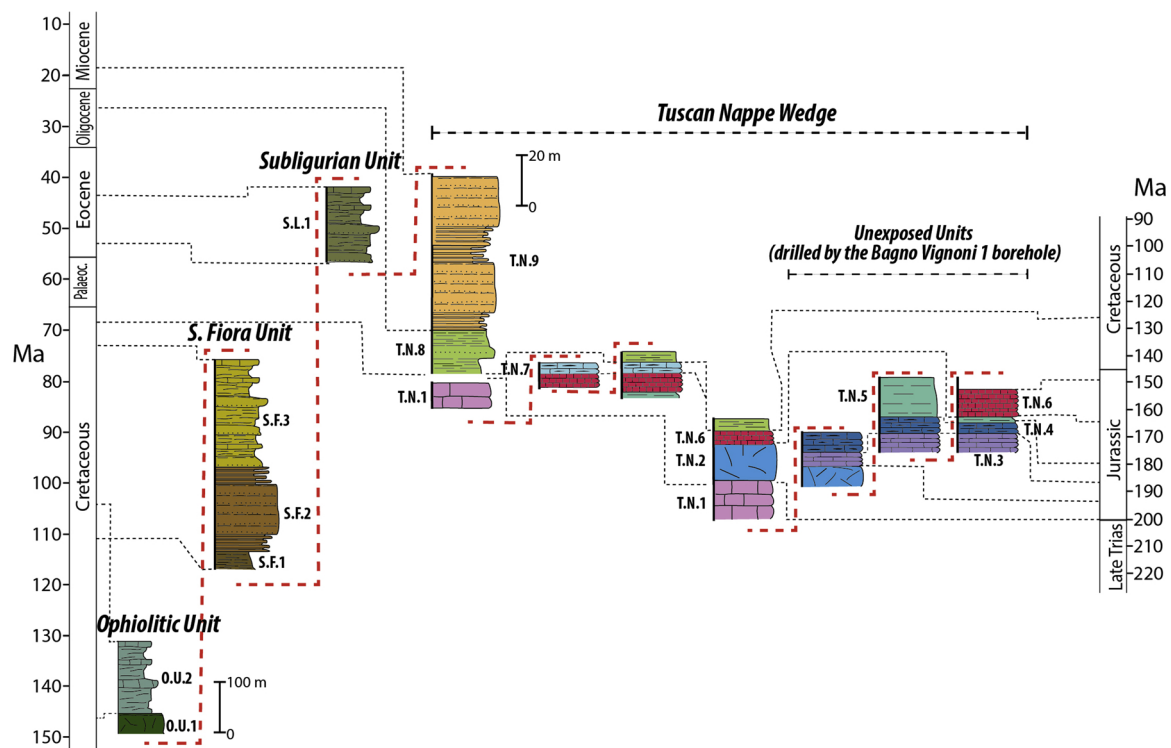 10
20
30
40
50
60
70
Ma
80
90
100
110
120
130
140
150
Miocene
Oligocene
Eocene
Palaeoc.
Cretaceous
Tuscan Nappe Wedge
Subligurian Unit
S.L.1
20 m
0
T.N.9
T.N.8
T.N.1
T.N.7
S. Fiora Unit
S.F.3
S.F.2
S.F.1
Ophiolitic Unit
O.U.2
O.U.1
100 m
0
T.N.6
T.N.2
T.N.1
Unexposed Units
(drilled by the Bagno Vignoni 1 borehole)
T.N.5
T.N.6
T.N.4
T.N.3
Ma
90
100
110
120
130
140
150
160
170
180
190
200
210
220
Cretaceous
Jurassic
Late Trias